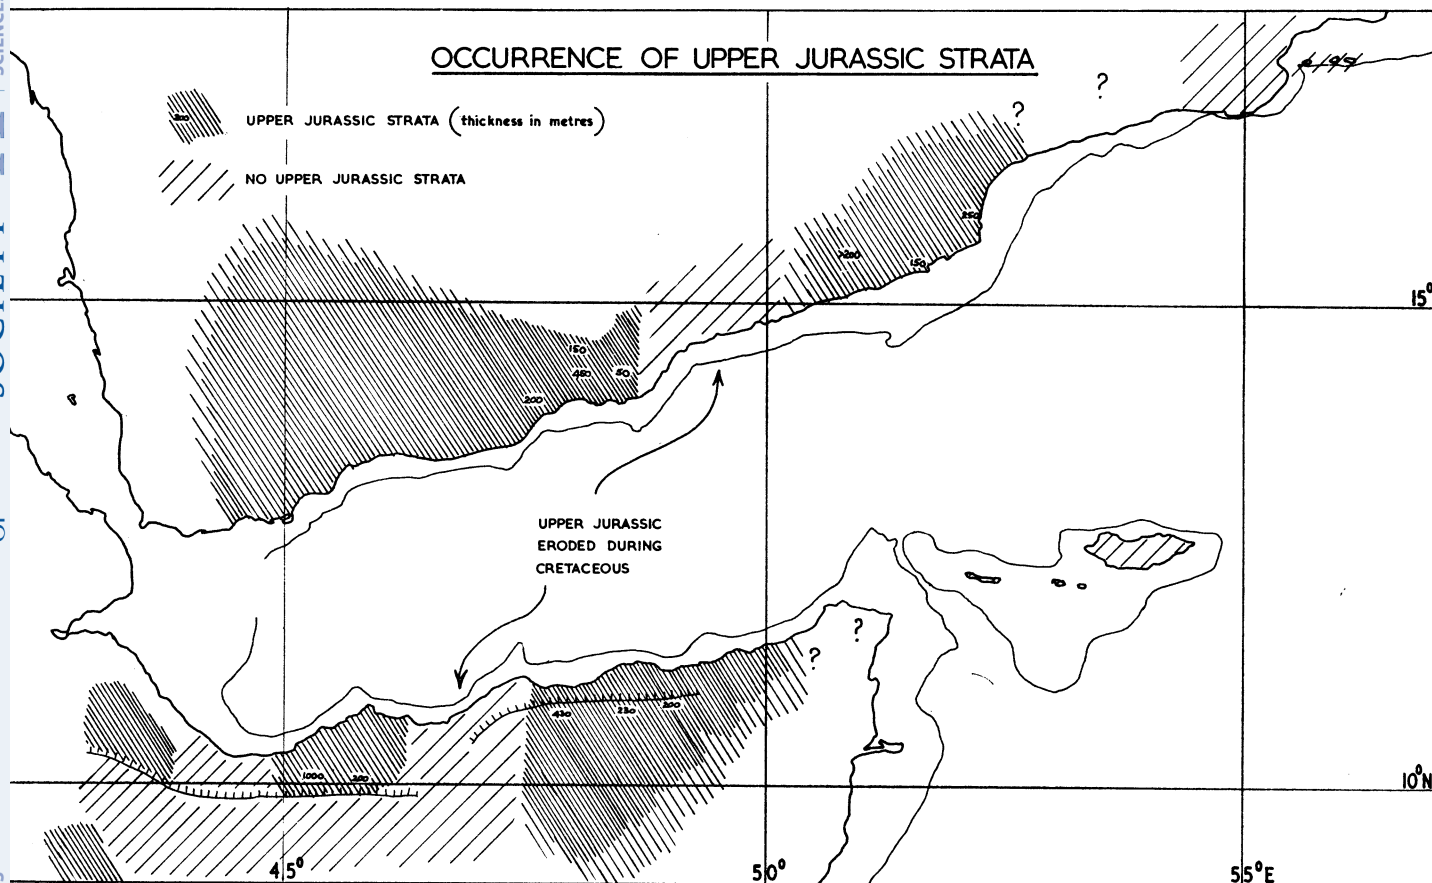 OCCURRENCE OF UPPER JURASSIC STRATA
200
UPPER JURASSIC STRATA (thickness in metres)
NO UPPER JURASSIC STRATA
?
?
250
>200
150
15°
150
450
50
200
UPPER JURASSIC
ERODED DURING
CRETACEOUS
?
?
430
230
200
1000
200
10°N
45°
50°
55°E